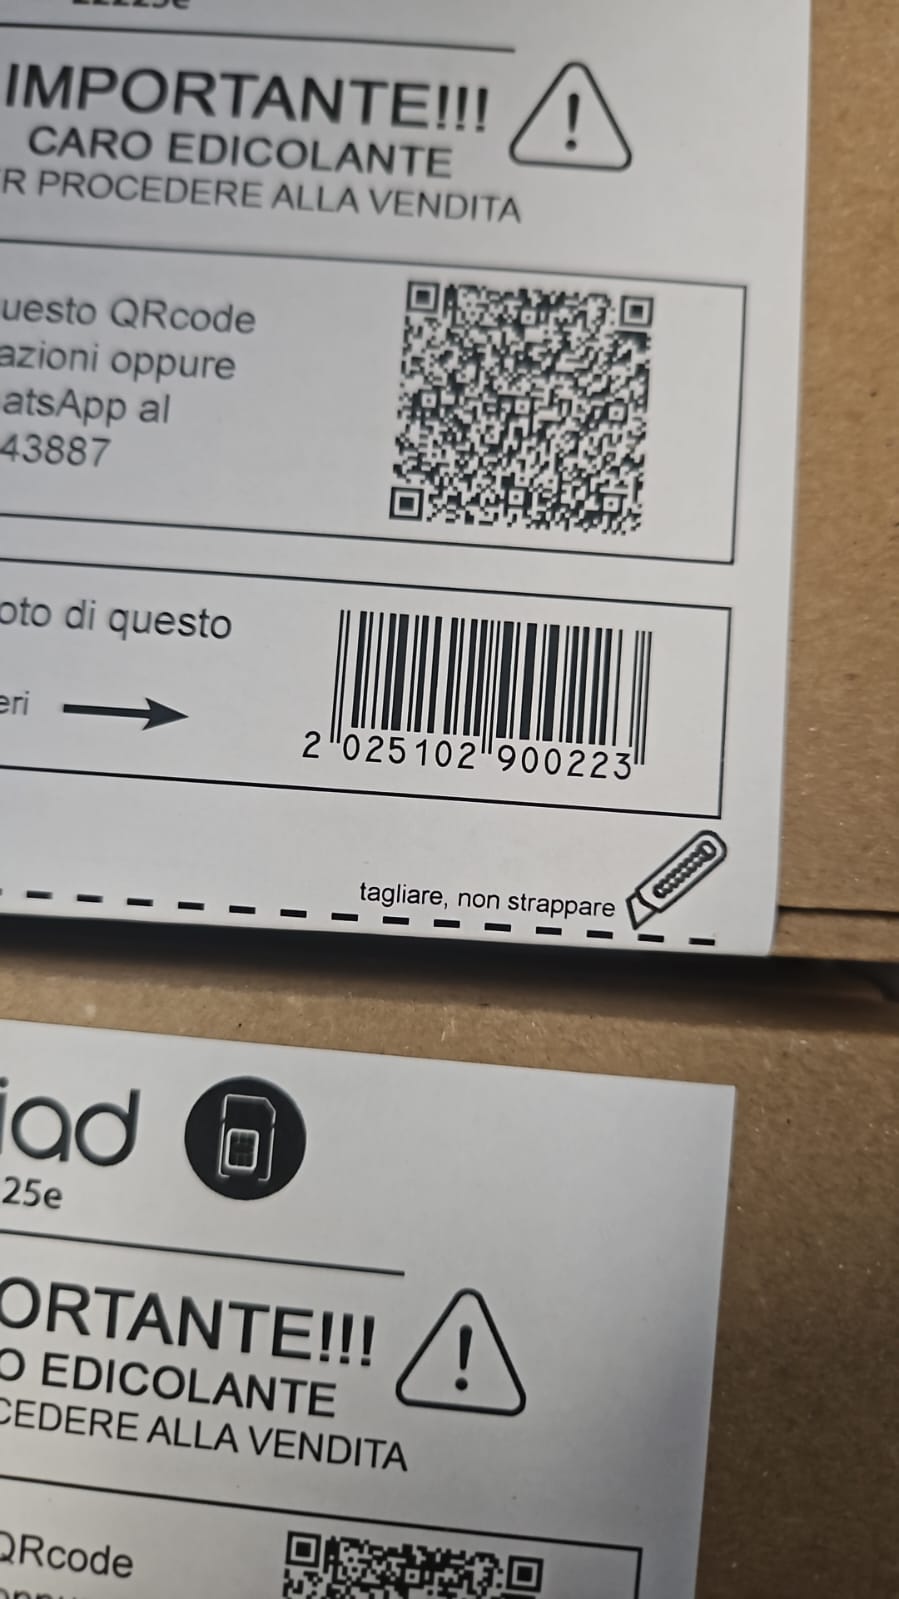 IMPORTANTE!!!
CARO EDICOLANTE
R PROCEDERE ALLA VENDITA
uesto QRcode
azioni oppure
atsApp al
43887
oto di questo
eri
2 025102 900223
tagliare, non strappare
iad
25e
ORTANTE!!!
O EDICOLANTE
CEDERE ALLA VENDITA
QRcode